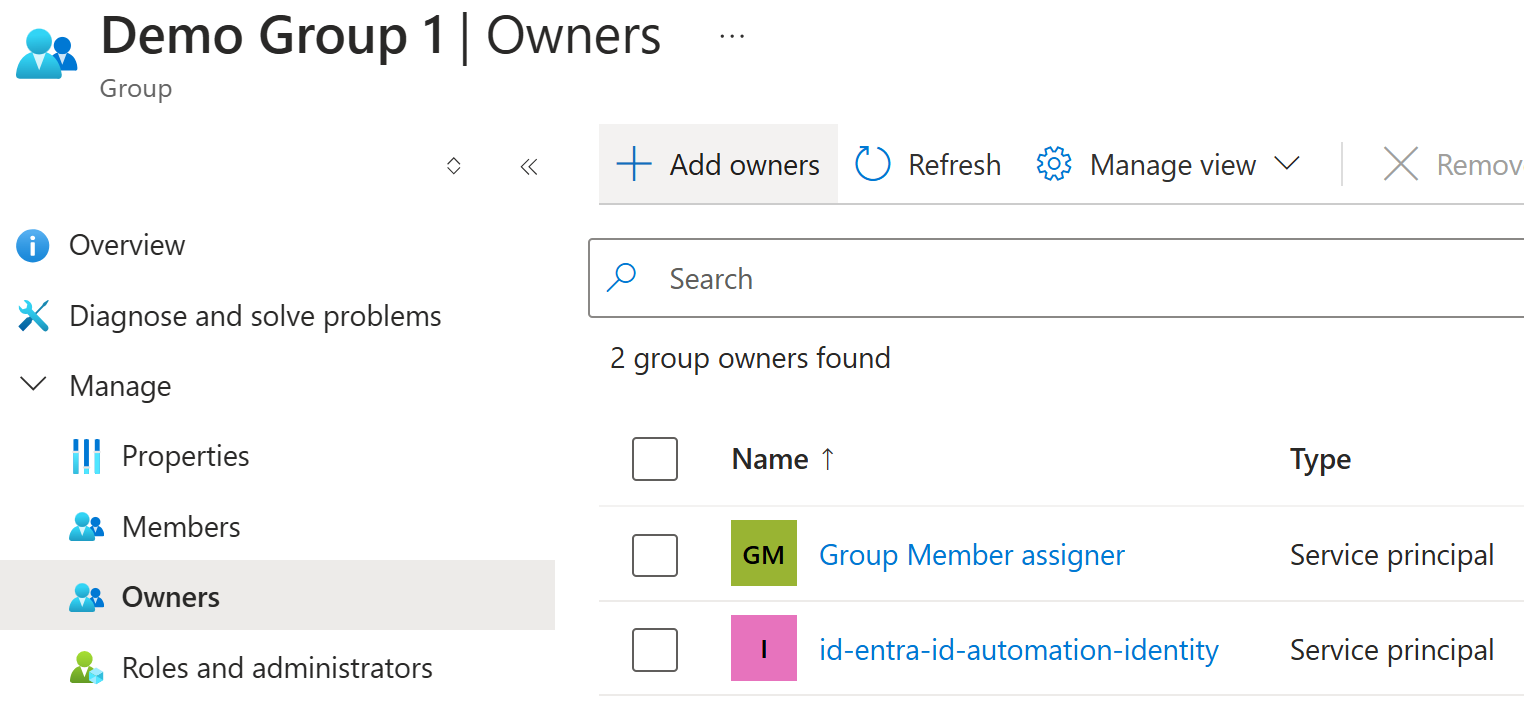 Demo Group 1 | Owners ...
Group
Add owners
Refresh
Manage view
Remov
Overview
Diagnose and solve problems
Manage
Properties
Members
Owners
Roles and administrators
Search
2 group owners found
Name ↑ Type
GM Group Member assigner Service principal
I id-entra-id-automation-identity Service principal